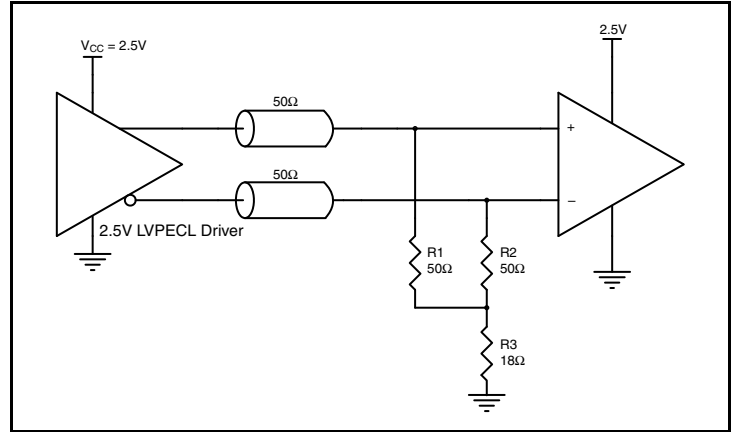 2.5V
V_CC = 2.5V
50Ω
+
50Ω
−
2.5V LVPECL Driver
R1
50Ω
R2
50Ω
R3
18Ω